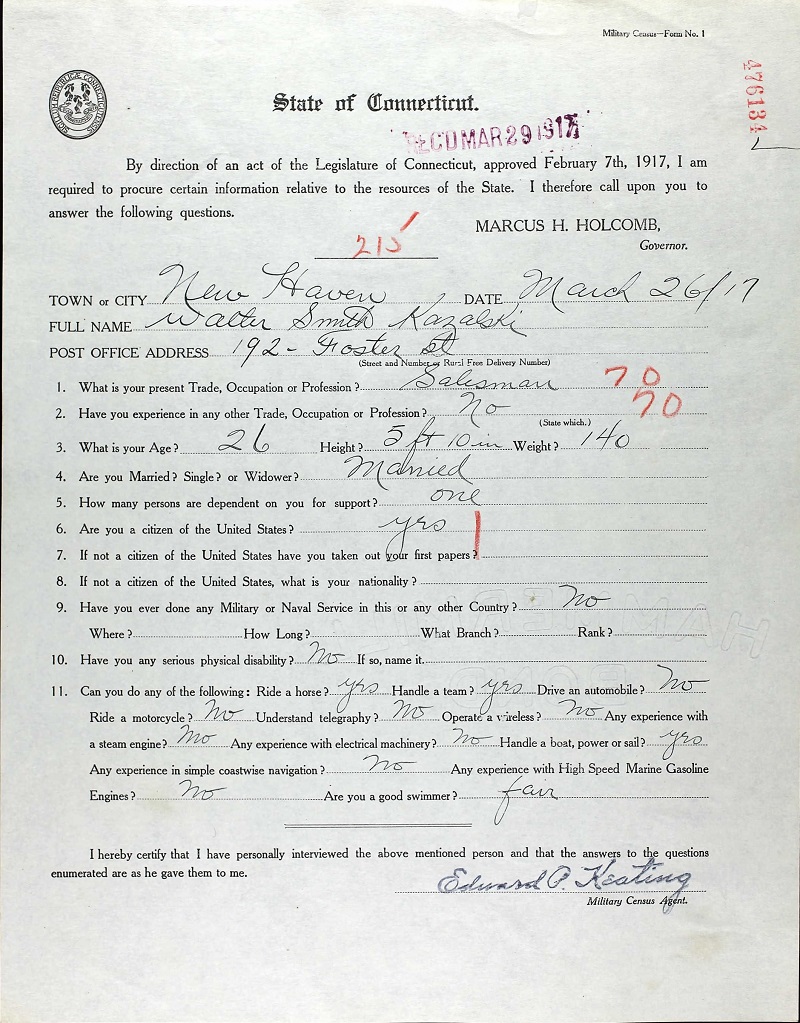 Military Census—Form No. 1
476134
State of Connecticut.
REC'D MAR 29 1917
By direction of an act of the Legislature of Connecticut, approved February 7th, 1917, I am
required to procure certain information relative to the resources of the State. I therefore call upon you to
answer the following questions.
MARCUS H. HOLCOMB,
215
Governor.
TOWN or CITY New Haven DATE March 26/17
FULL NAME Walter Smith Kazalski
POST OFFICE ADDRESS 192 - Foster St
(Street and Number or Rural Free Delivery Number)
1. What is your present Trade, Occupation or Profession? Salesman 70
2. Have you experience in any other Trade, Occupation or Profession? No 70
(State which.)
3. What is your Age? 26 Height? 5 ft 10 in Weight? 140
4. Are you Married? Single? or Widower? Married
5. How many persons are dependent on you for support? one
6. Are you a citizen of the United States? yrs
7. If not a citizen of the United States have you taken out your first papers?
8. If not a citizen of the United States, what is your nationality?
9. Have you ever done any Military or Naval Service in this or any other Country? No
Where? How Long? What Branch? Rank?
10. Have you any serious physical disability? No If so, name it.
11. Can you do any of the following: Ride a horse? yrs Handle a team? yrs Drive an automobile? No
Ride a motorcycle? No Understand telegraphy? No Operate a wireless? No Any experience with
a steam engine? No Any experience with electrical machinery? No Handle a boat, power or sail? yrs
Any experience in simple coastwise navigation? No Any experience with High Speed Marine Gasoline
Engines? No Are you a good swimmer? fair
I hereby certify that I have personally interviewed the above mentioned person and that the answers to the questions
enumerated are as he gave them to me.
Edward P. Keating
Military Census Agent.